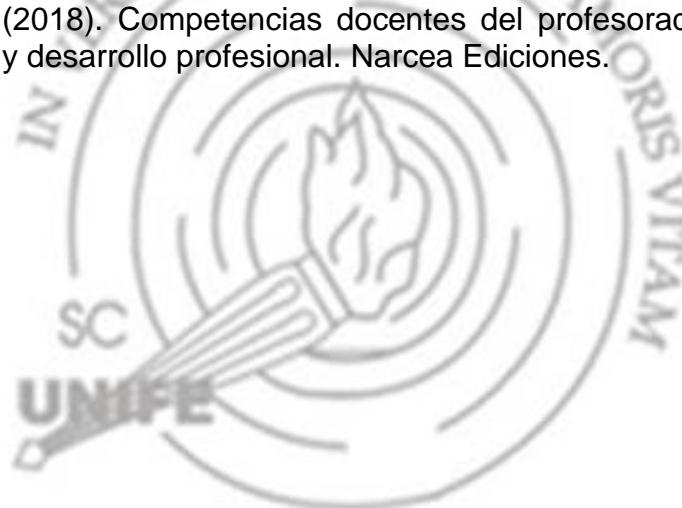 (2018). Competencias docentes del profesorad
y desarrollo profesional. Narcea Ediciones.
IN
ORIS VITAM
SC
UNIFE